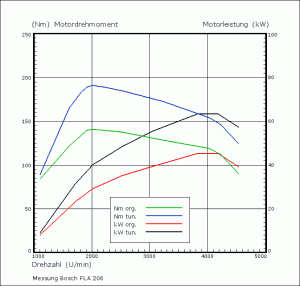 (Nm) Motordrehmoment
Motorleistung (kW)
250
100
200
80
150
60
100
40
50
20
Nm org.
Nm tun.
kW org.
kW tun.
0
1000
2000
3000
4000
5000
Drehzahl (U/min)
Messung Bosch FLA 206